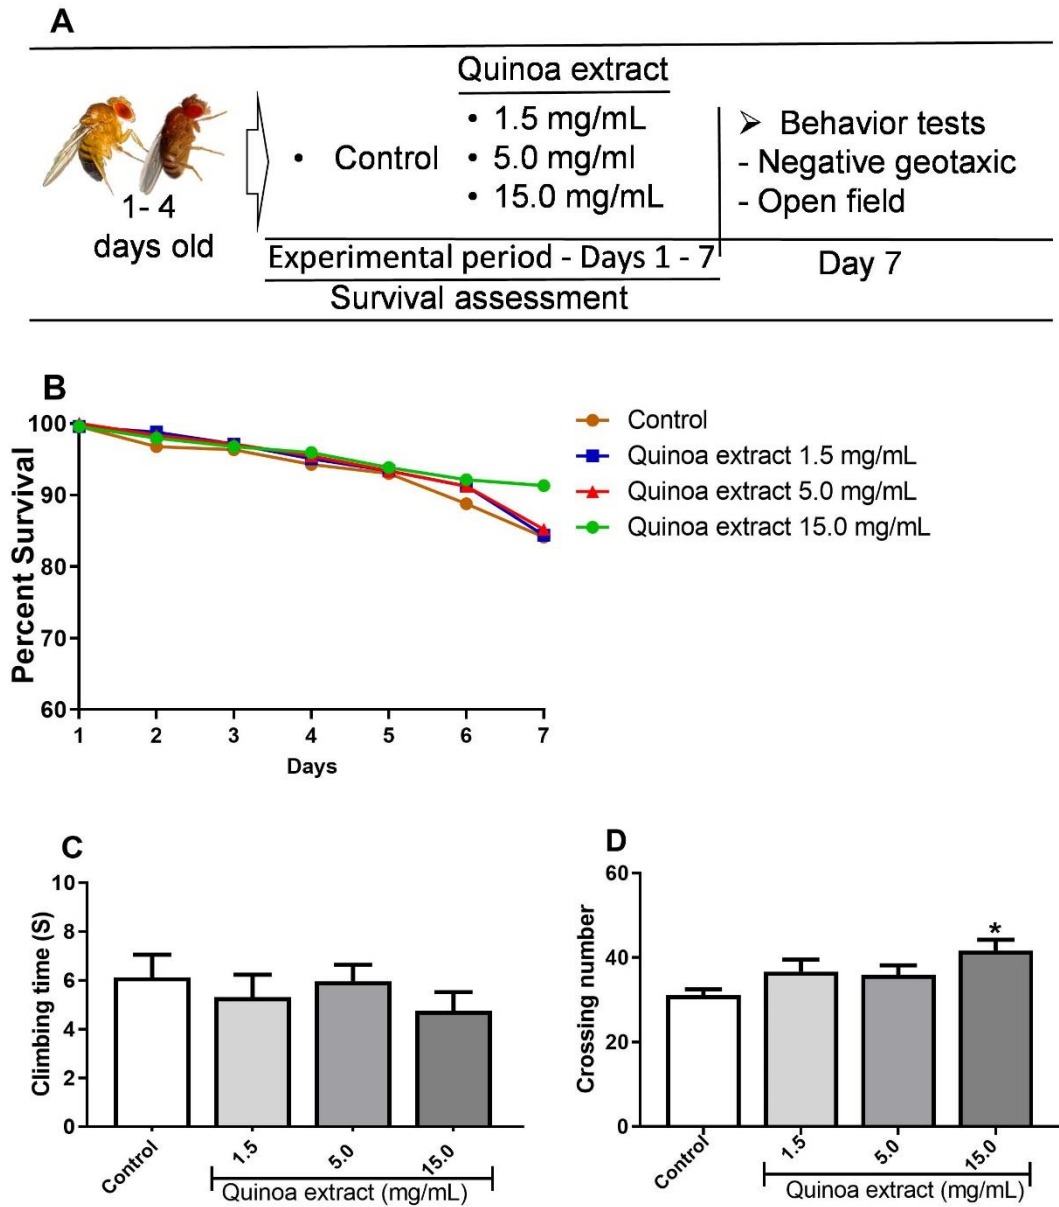 A
Quinoa extract
• 1.5 mg/mL
• Control
• 5.0 mg/ml
• 15.0 mg/mL
1- 4
days old
➢ Behavior tests
- Negative geotaxic
- Open field
Experimental period - Days 1 - 7
Day 7
Survival assessment
B
100
90
80
70
60
Percent Survival
1 2 3 4 5 6 7
Days
Control
Quinoa extract 1.5 mg/mL
Quinoa extract 5.0 mg/mL
Quinoa extract 15.0 mg/mL
C
10
8
6
4
2
0
Climbing time (S)
Control 1.5 5.0 15.0
Quinoa extract (mg/mL)
D
60
40
20
0
Crossing number
*
Control 1.5 5.0 15.0
Quinoa extract (mg/mL)